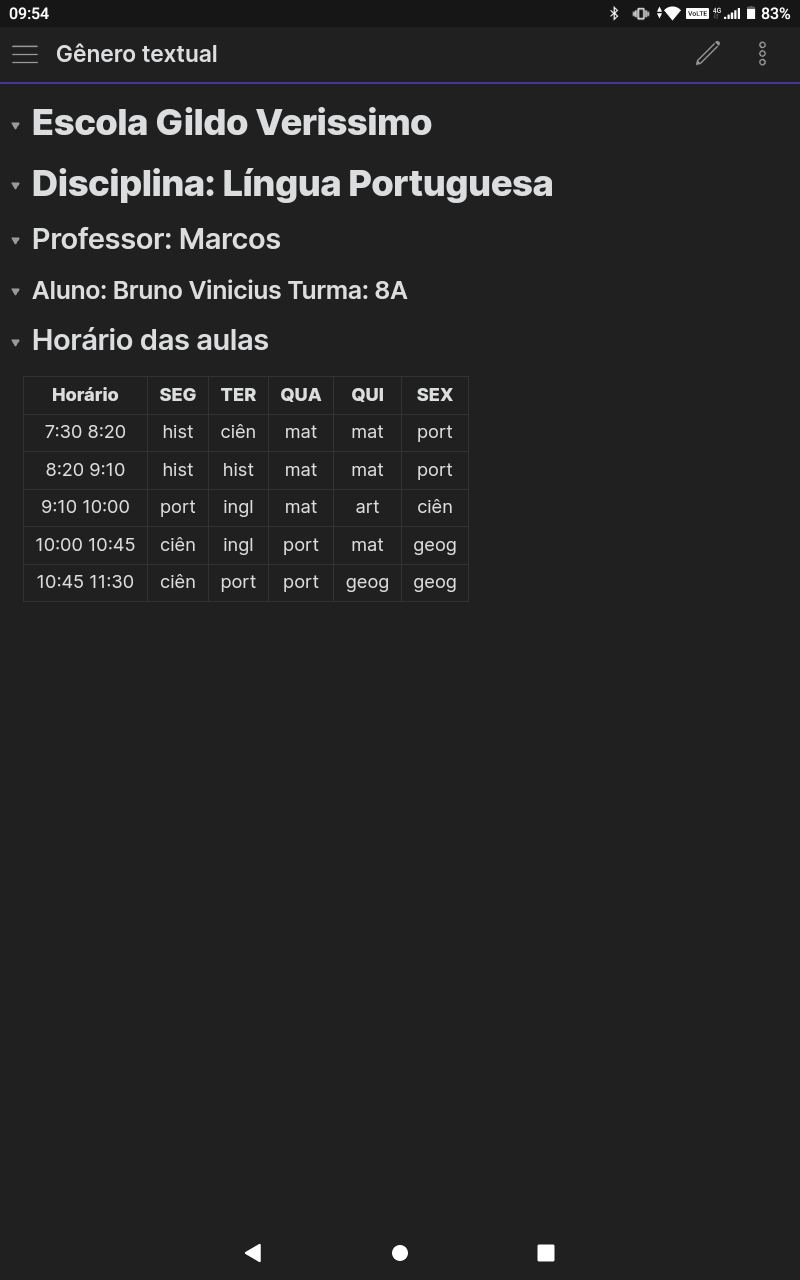 09:54 VoLTE 4G 83%
Gênero textual
Escola Gildo Verissimo
Disciplina: Língua Portuguesa
Professor: Marcos
Aluno: Bruno Vinicius Turma: 8A
Horário das aulas
Horário SEG TER QUA QUI SEX
7:30 8:20 hist ciên mat mat port
8:20 9:10 hist hist mat mat port
9:10 10:00 port ingl mat art ciên
10:00 10:45 ciên ingl port mat geog
10:45 11:30 ciên port port geog geog